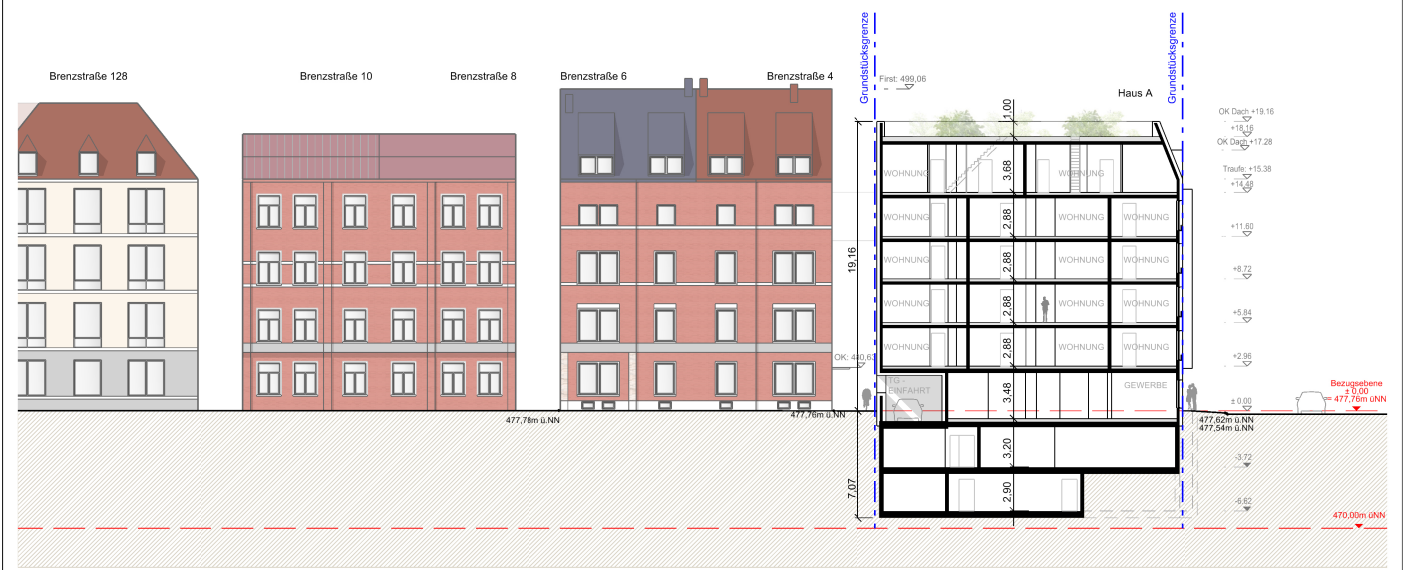 Brenzstraße 128
Brenzstraße 10
Brenzstraße 8
Brenzstraße 6
Brenzstraße 4
Grundstücksgrenze
First: 499,06
Haus A
Grundstücksgrenze
1,00
OK Dach +19.16
+18,16
OK Dach +17.28
Traufe: +15.38
+14,48
WOHNUNG
3,68
WOHNUNG
WOHNUNG
2,88
WOHNUNG
WOHNUNG
+11.60
19,16
WOHNUNG
2,88
WOHNUNG
WOHNUNG
+8.72
WOHNUNG
2,88
WOHNUNG
WOHNUNG
+5.84
WOHNUNG
2,88
WOHNUNG
WOHNUNG
+2.96
TG -
EINFAHRT
3,48
GEWERBE
± 0.00
Bezugsebene
± 0.00
477,76m üNN
477,78m ü.NN
477,76m ü.NN
477,62m ü.NN
477,54m ü.NN
3,20
-3.72
7,07
2,90
-6.62
470,00m üNN